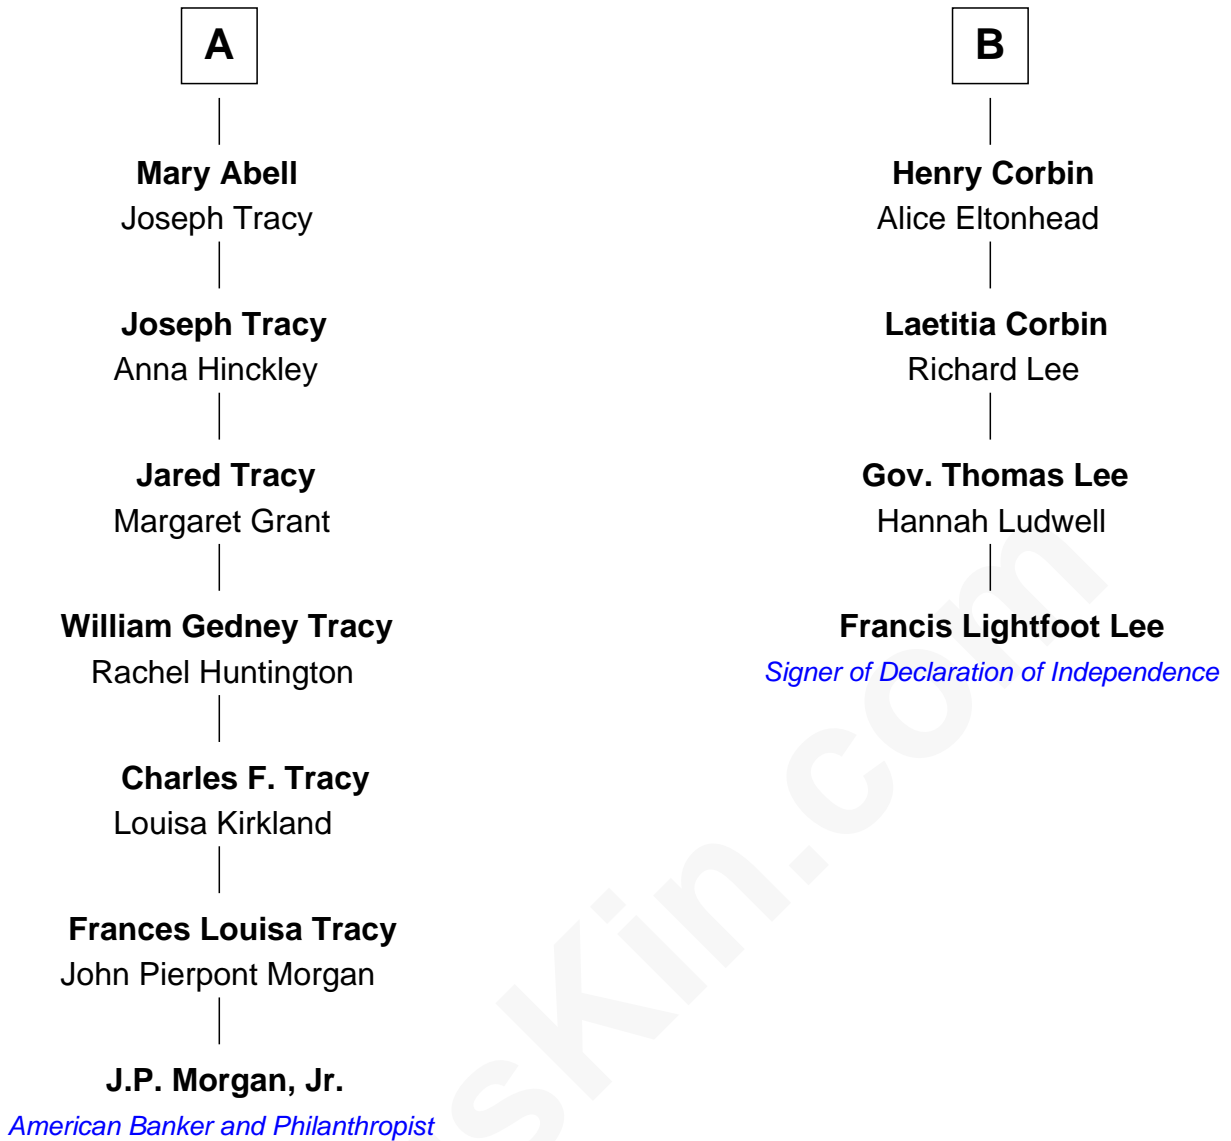 A
Mary Abell
Joseph Tracy
Joseph Tracy
Anna Hinckley
Jared Tracy
Margaret Grant
William Gedney Tracy
Rachel Huntington
Charles F. Tracy
Louisa Kirkland
Frances Louisa Tracy
John Pierpont Morgan
J.P. Morgan, Jr.
American Banker and Philanthropist
B
Henry Corbin
Alice Eltonhead
Laetitia Corbin
Richard Lee
Gov. Thomas Lee
Hannah Ludwell
Francis Lightfoot Lee
Signer of Declaration of Independence
sKin.com